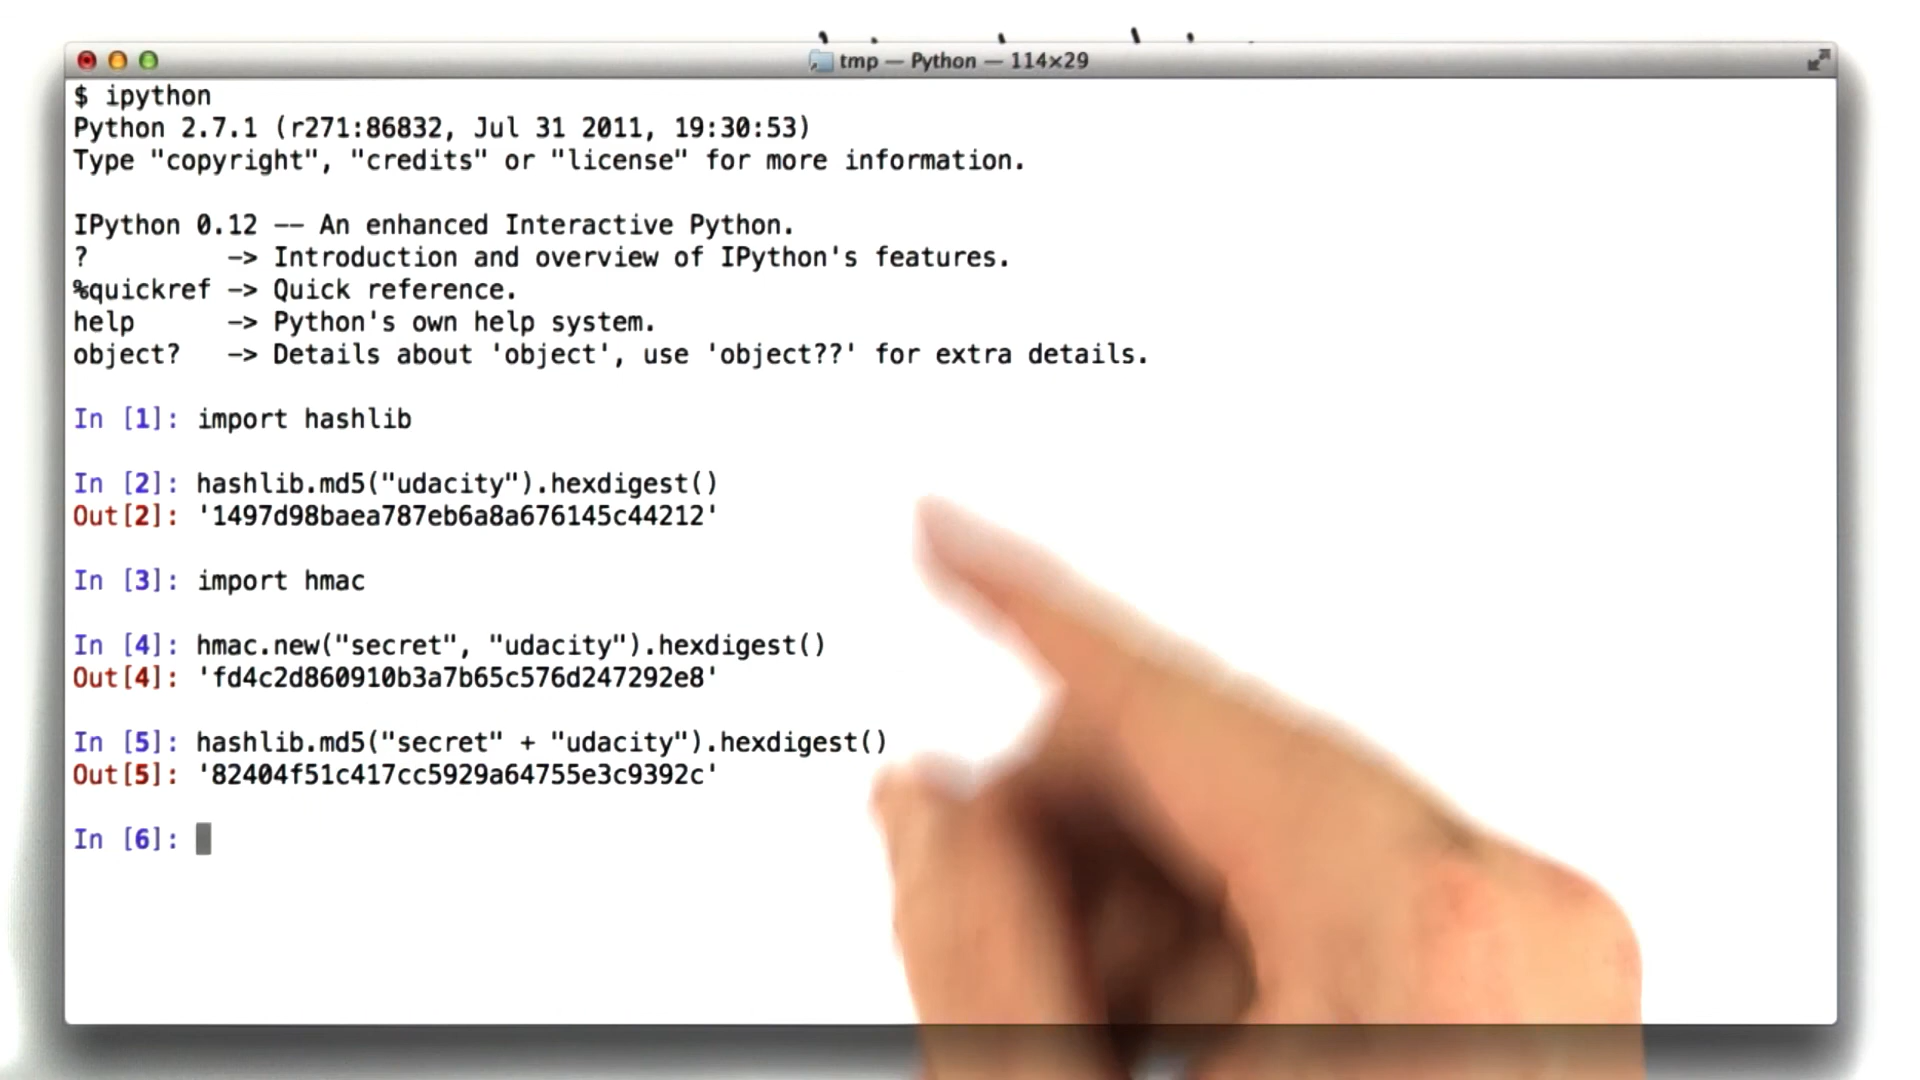 tmp — Python — 114×29
$ ipython
Python 2.7.1 (r271:86832, Jul 31 2011, 19:30:53)
Type "copyright", "credits" or "license" for more information.
IPython 0.12 -- An enhanced Interactive Python.
?         -> Introduction and overview of IPython's features.
%quickref -> Quick reference.
help      -> Python's own help system.
object?   -> Details about 'object', use 'object??' for extra details.
In [1]: import hashlib
In [2]: hashlib.md5("udacity").hexdigest()
Out[2]: '1497d98baea787eb6a8a676145c44212'
In [3]: import hmac
In [4]: hmac.new("secret", "udacity").hexdigest()
Out[4]: 'fd4c2d860910b3a7b65c576d247292e8'
In [5]: hashlib.md5("secret" + "udacity").hexdigest()
Out[5]: '82404f51c417cc5929a64755e3c9392c'
In [6]: